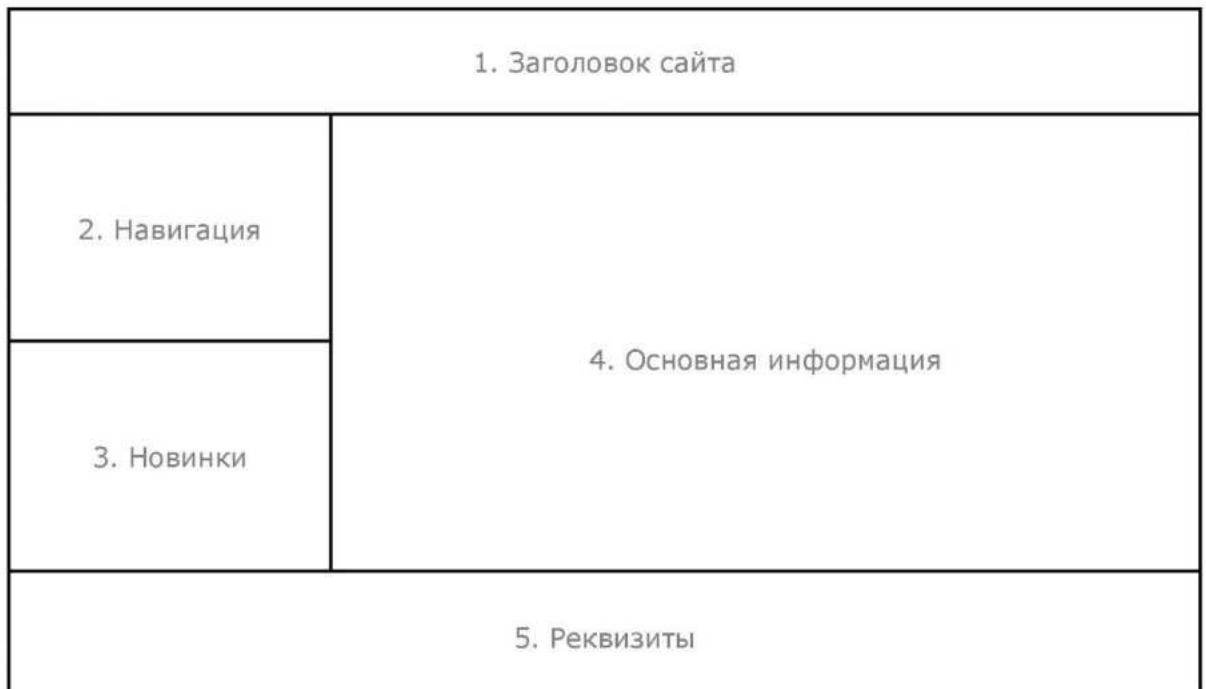 1. Заголовок сайта
2. Навигация
3. Новинки
4. Основная информация
5. Реквизиты